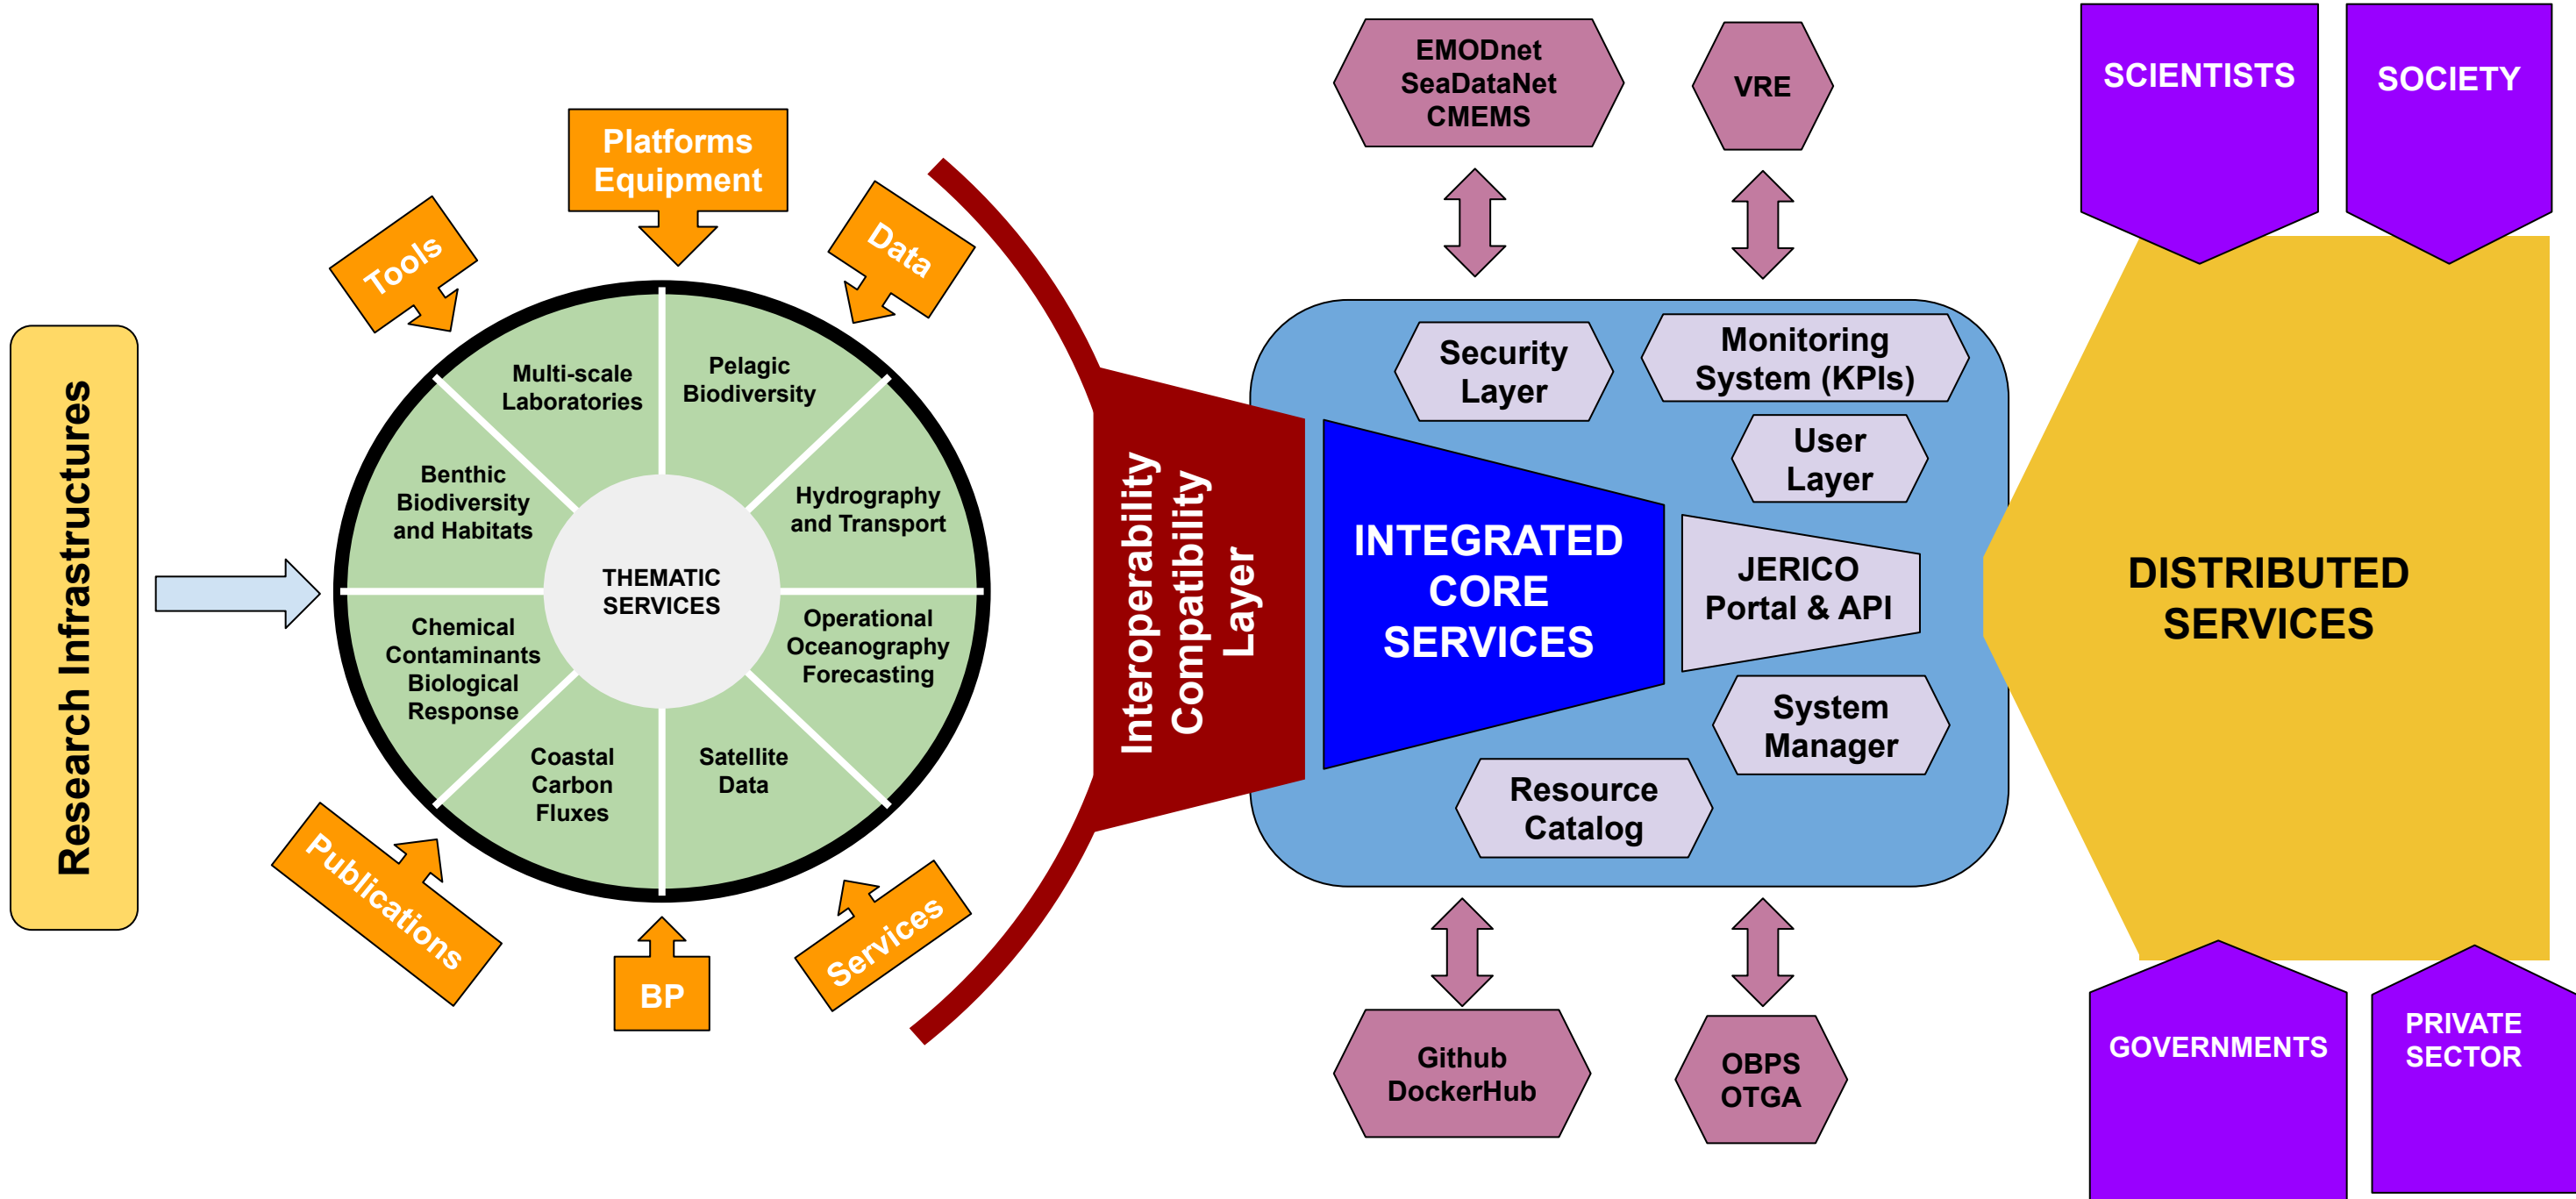 Research Infrastructures
Tools
Platforms
Equipment
Data
Multi-scale
Laboratories
Pelagic
Biodiversity
Benthic
Biodiversity
and Habitats
Hydrography
and Transport
THEMATIC
SERVICES
Chemical
Contaminants
Biological
Response
Operational
Oceanography
Forecasting
Coastal
Carbon
Fluxes
Satellite
Data
Publications
BP
Services
Interoperability
Compatibility
Layer
EMODnet
SeaDataNet
CMEMS
VRE
Security
Layer
Monitoring
System (KPIs)
User
Layer
INTEGRATED
CORE
SERVICES
JERICO
Portal & API
System
Manager
Resource
Catalog
Github
DockerHub
OBPS
OTGA
SCIENTISTS
SOCIETY
DISTRIBUTED
SERVICES
GOVERNMENTS
PRIVATE
SECTOR